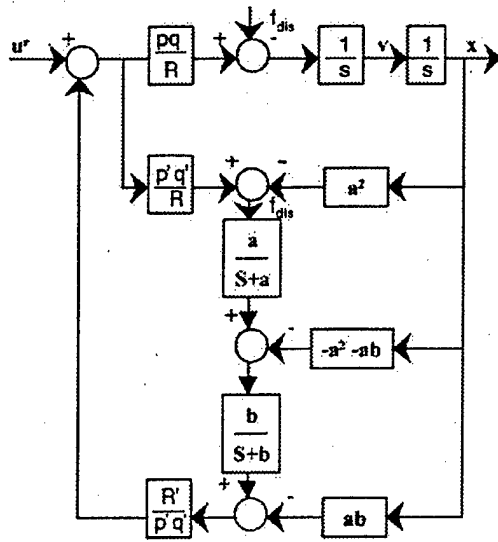 f_dis
u^r + pq/R + - 1/s v 1/s x
p'q'/R + - a²
f_dis
a/S+a
+ - -a² -ab
b/S+b
R'/p'q' + - ab